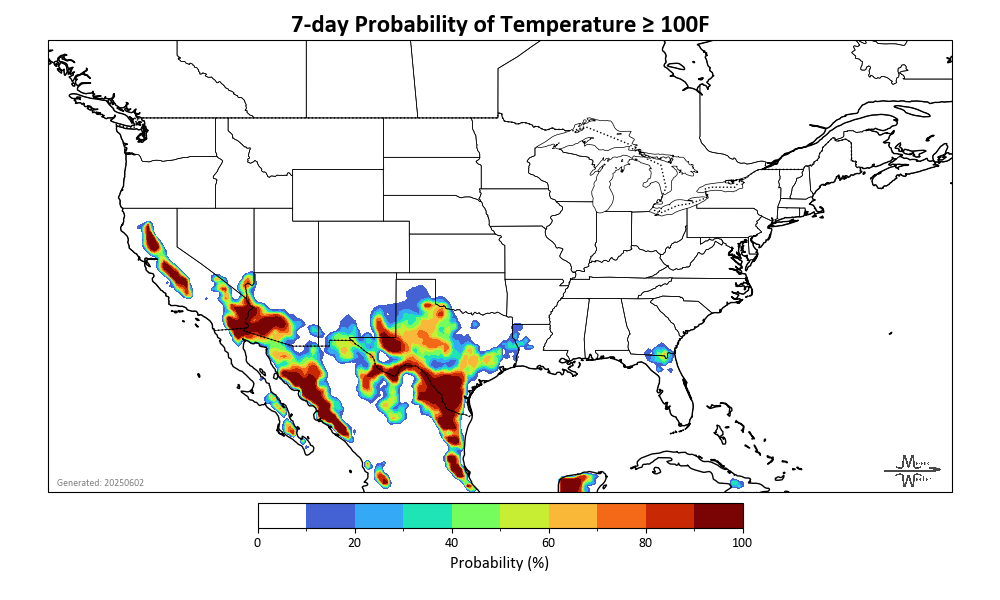 7-day Probability of Temperature ≥ 100F
Generated: 20250602
0 20 40 60 80 100
Probability (%)